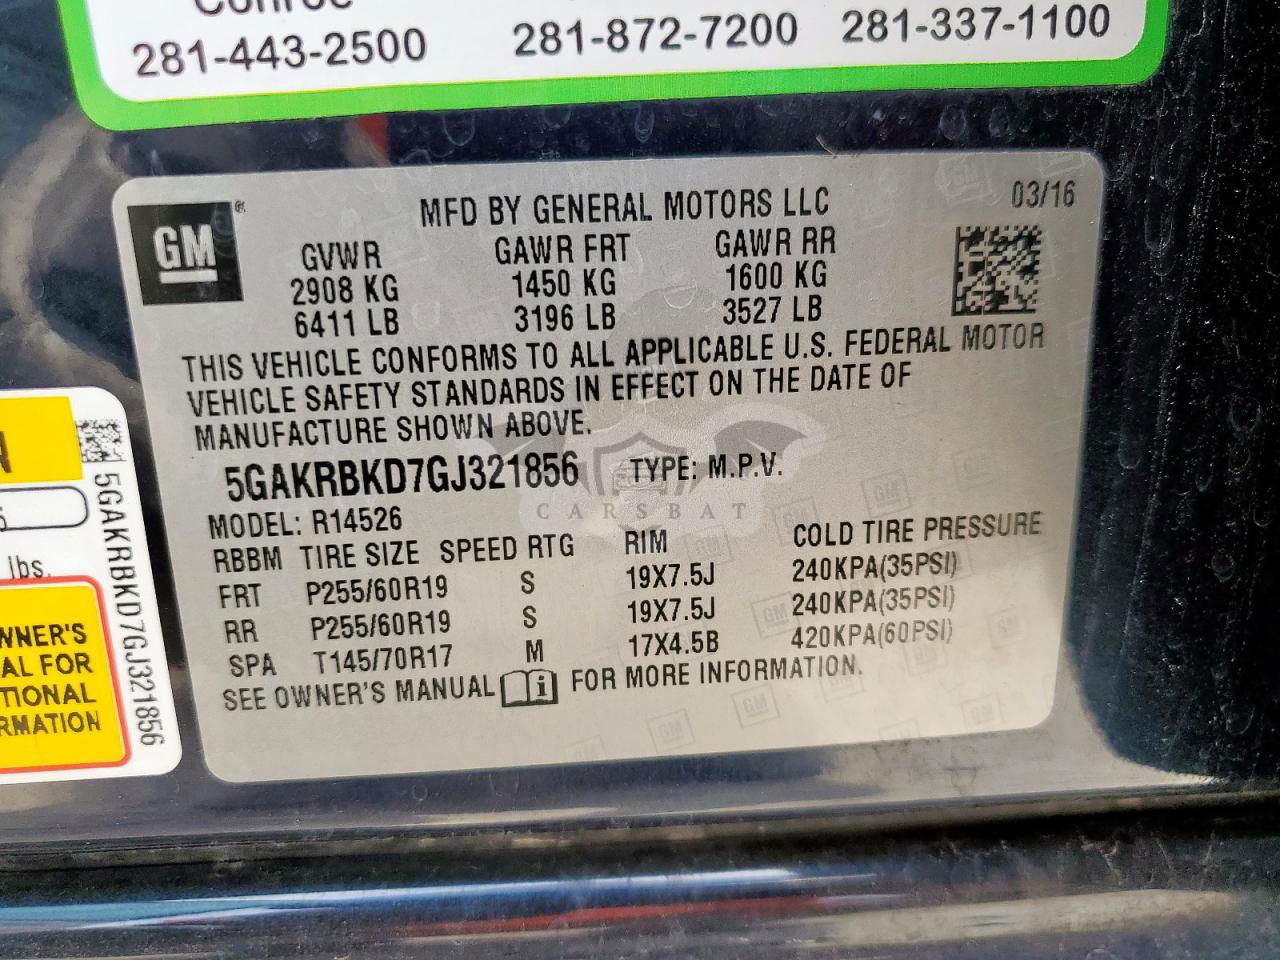 Conroe
281-443-2500 281-872-7200 281-337-1100
MFD BY GENERAL MOTORS LLC 03/16
GM®
GVWR GAWR FRT GAWR RR
2908 KG 1450 KG 1600 KG
6411 LB 3196 LB 3527 LB
THIS VEHICLE CONFORMS TO ALL APPLICABLE U.S. FEDERAL MOTOR
VEHICLE SAFETY STANDARDS IN EFFECT ON THE DATE OF
MANUFACTURE SHOWN ABOVE.
5GAKRBKD7GJ321856 TYPE: M.P.V.
CARSBAT
MODEL: R14526
RBBM TIRE SIZE SPEED RTG RIM COLD TIRE PRESSURE
FRT P255/60R19 S 19X7.5J 240KPA(35PSI)
RR P255/60R19 S 19X7.5J 240KPA(35PSI)
SPA T145/70R17 M 17X4.5B 420KPA(60PSI)
SEE OWNER'S MANUAL FOR MORE INFORMATION.
5GAKRBKD7GJ321856
lbs.
WNER'S
AL FOR
TIONAL
RMATION